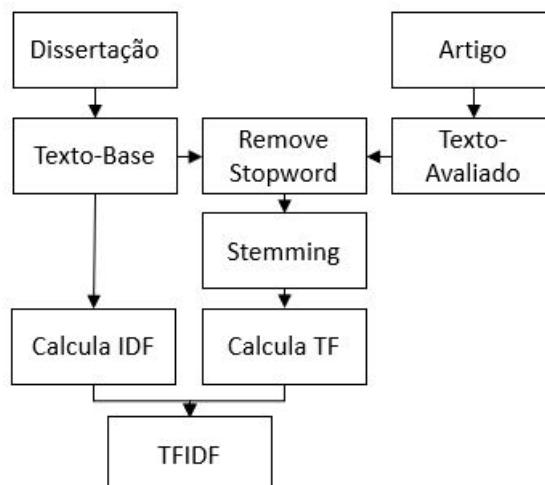 Dissertação
Artigo
Texto-Base
Remove
Stopword
Texto-
Avaliado
Stemming
Calcula IDF
Calcula TF
TFIDF